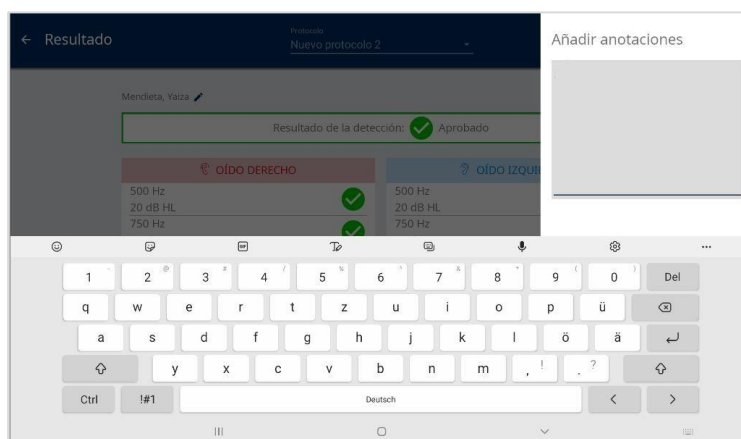 ← Resultado
Protocolo
Nuevo protocolo 2
Añadir anotaciones
Mendieta, Yaiza
Resultado de la detección: Aprobado
OÍDO DERECHO
OÍDO IZQUIE
500 Hz
20 dB HL
750 Hz
500 Hz
20 dB HL
750 Hz
GIF
1 2 @ 3 # 4 / 5 % 6 ^ 7 & 8 * 9 ( 0 ) Del
q w e r t z u i o p ü
a s d f g h j k l ö ä
y x c v b n m , ! . ?
Ctrl !#1 Deutsch < >